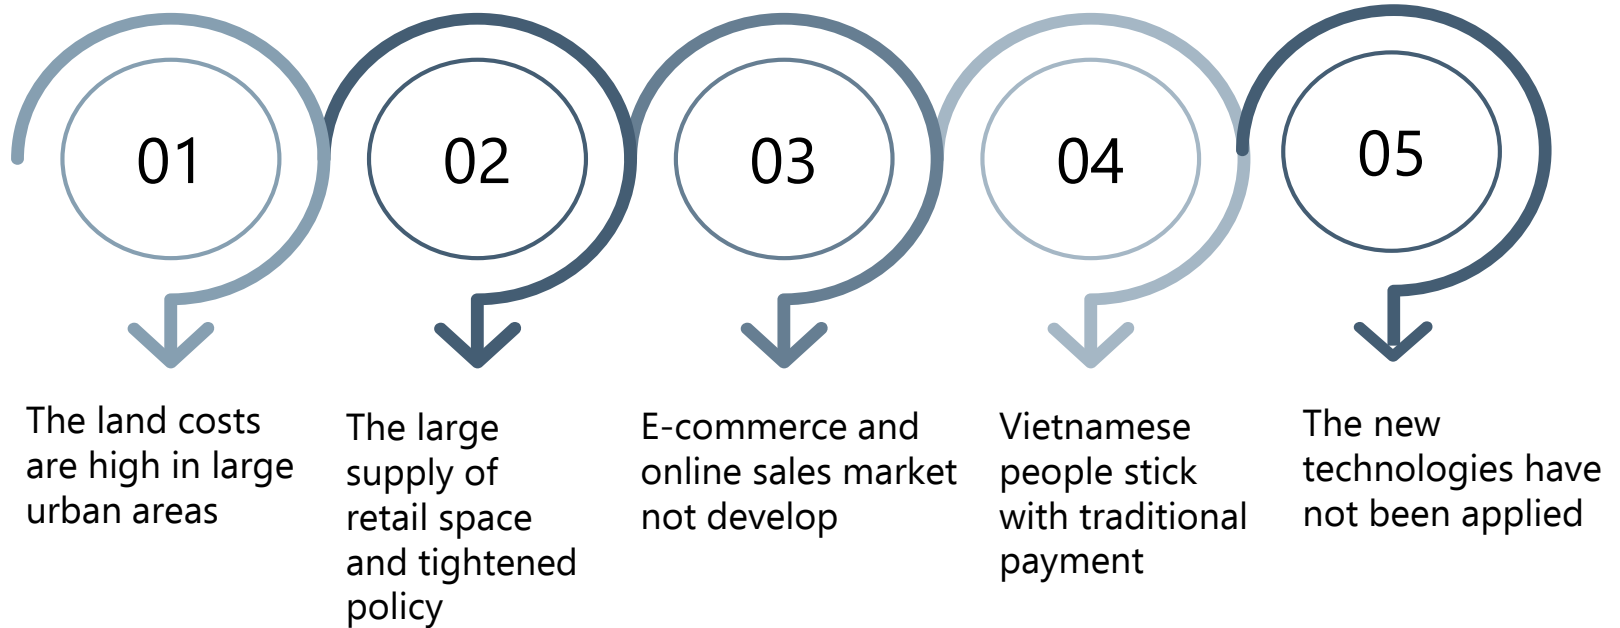 01
The land costs
are high in large
urban areas
02
The large
supply of
retail space
and tightened
policy
03
E-commerce and
online sales market
not develop
04
Vietnamese
people stick
with traditional
payment
05
The new
technologies have
not been applied